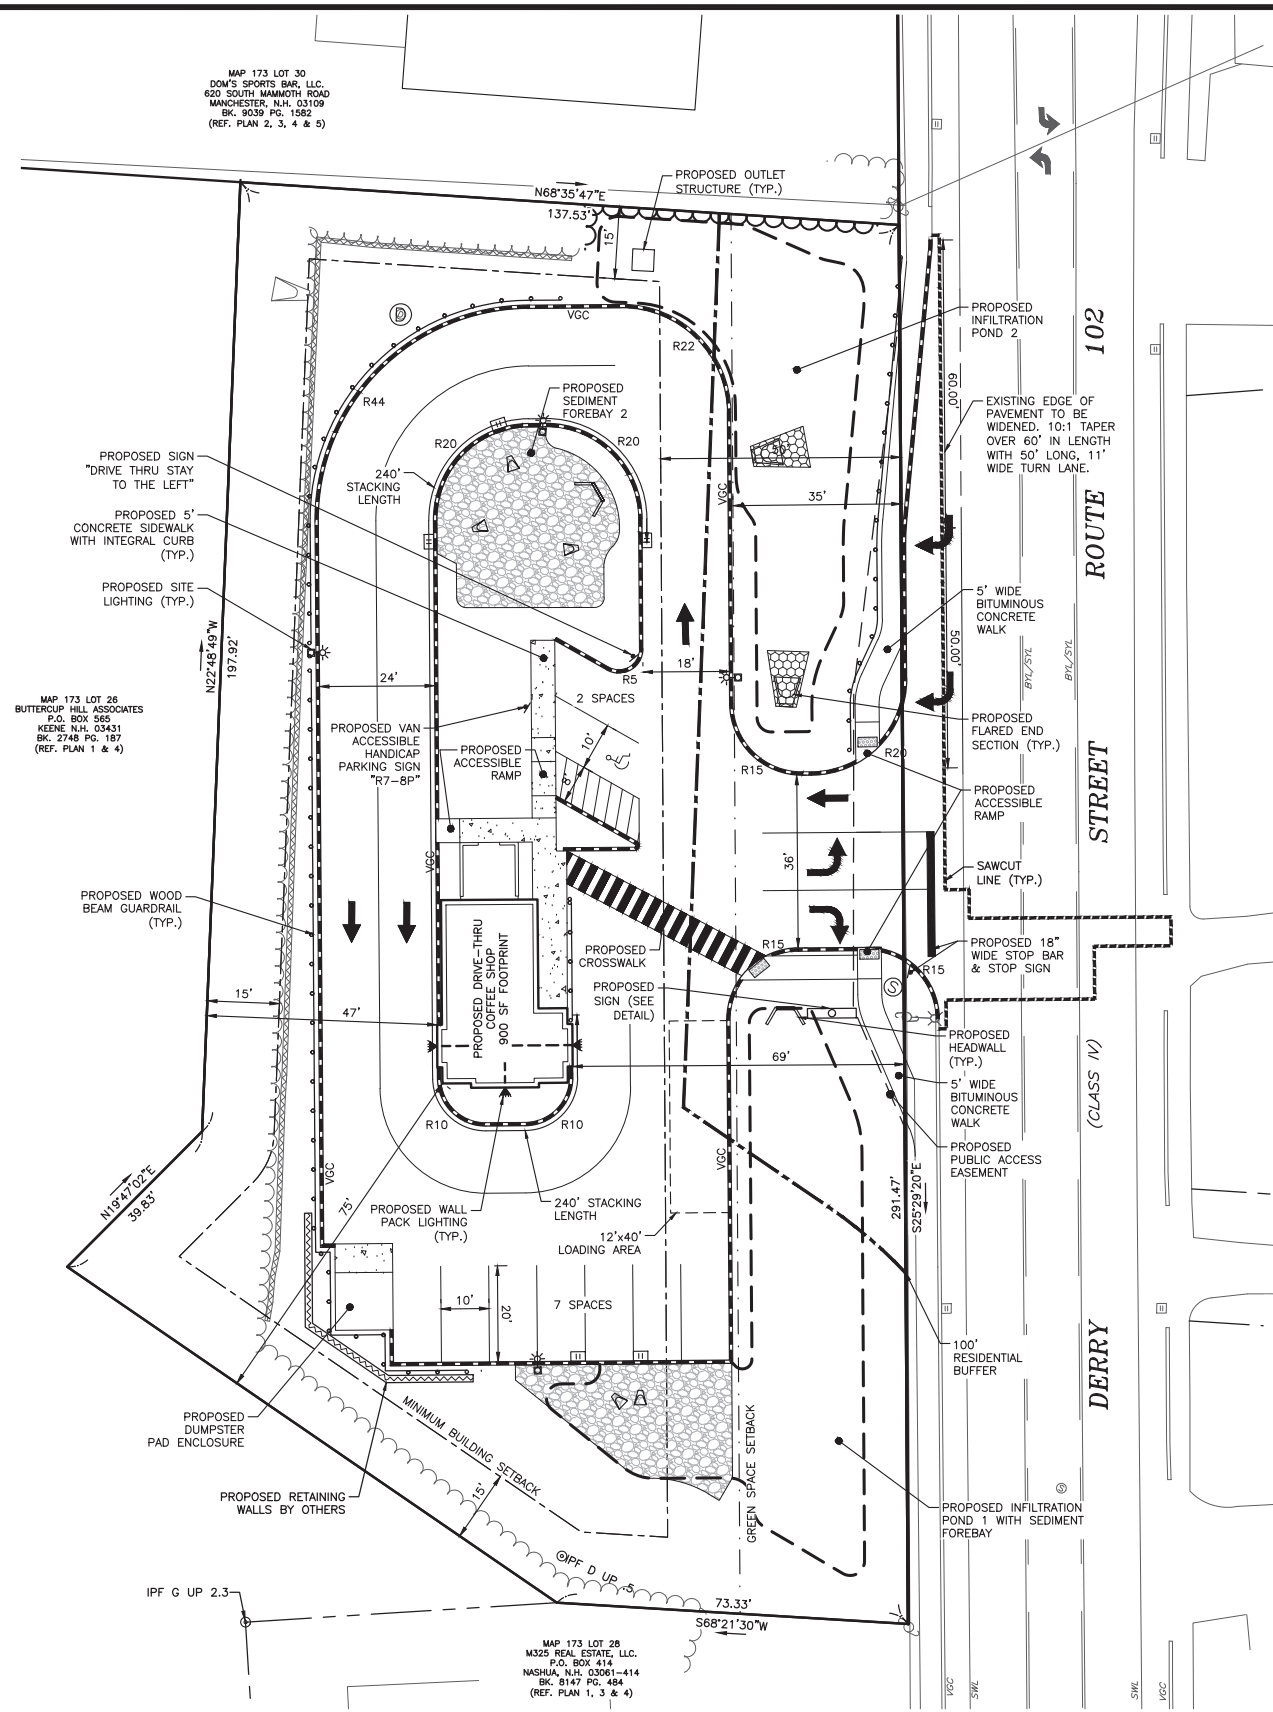 MAP 173 LOT 30
DOM'S SPORTS BAR, LLC.
620 SOUTH MAMMOTH ROAD
MANCHESTER, N.H. 03109
BK. 9039 PG. 1582
(REF. PLAN 2, 3, 4 & 5)
PROPOSED OUTLET
STRUCTURE (TYP.)
N68°35'47"E
137.53'
15'
VGC
D
R22
R44
PROPOSED
INFILTRATION
POND 2
ROUTE 102
60.00'
EXISTING EDGE OF
PAVEMENT TO BE
WIDENED. 10:1 TAPER
OVER 60' IN LENGTH
WITH 50' LONG, 11'
WIDE TURN LANE.
PROPOSED
SEDIMENT
FOREBAY 2
R20
R20
240'
STACKING
LENGTH
PROPOSED SIGN
"DRIVE THRU STAY
TO THE LEFT"
50'
VGC
35'
PROPOSED 5'
CONCRETE SIDEWALK
WITH INTEGRAL CURB
(TYP.)
PROPOSED SITE
LIGHTING (TYP.)
5' WIDE
BITUMINOUS
CONCRETE
WALK
50.00'
BYL/SYL
BYL/SYL
N22°48'49"W
197.92'
R5
18'
24'
2 SPACES
MAP 173 LOT 26
BUTTERCUP HILL ASSOCIATES
P.O. BOX 565
KEENE N.H. 03431
BK. 2748 PG. 187
(REF. PLAN 1 & 4)
PROPOSED VAN
ACCESSIBLE
HANDICAP
PARKING SIGN
"R7-8P"
PROPOSED
ACCESSIBLE
RAMP
10'
8'
PROPOSED
FLARED END
SECTION (TYP.)
R20
R15
PROPOSED
ACCESSIBLE
RAMP
STREET
36'
VGC
SAWCUT
LINE (TYP.)
PROPOSED WOOD
BEAM GUARDRAIL
(TYP.)
PROPOSED DRIVE-THRU
COFFEE SHOP
900 SF FOOTPRINT
PROPOSED
CROSSWALK
R15
PROPOSED 18"
WIDE STOP BAR
& STOP SIGN
R15
S
PROPOSED
SIGN (SEE
DETAIL)
15'
47'
69'
PROPOSED
HEADWALL
(TYP.)
5' WIDE
BITUMINOUS
CONCRETE
WALK
(CLASS IV)
R10
R10
VGC
PROPOSED
PUBLIC ACCESS
EASEMENT
291.47'
S25°29'20"E
N19°47'02"E
39.83'
VGC
75'
PROPOSED WALL
PACK LIGHTING
(TYP.)
240' STACKING
LENGTH
12'x40'
LOADING AREA
10'
20'
7 SPACES
100'
RESIDENTIAL
BUFFER
DERRY
PROPOSED
DUMPSTER
PAD ENCLOSURE
MINIMUM BUILDING SETBACK
GREEN SPACE SETBACK
PROPOSED RETAINING
WALLS BY OTHERS
15'
S
PROPOSED INFILTRATION
POND 1 WITH SEDIMENT
FOREBAY
IPF D UP .5
IPF G UP 2.3
73.33'
S68°21'30"W
MAP 173 LOT 28
M325 REAL ESTATE, LLC.
P.O. BOX 414
NASHUA, N.H. 03061-414
BK. 8147 PG. 484
(REF. PLAN 1, 3 & 4)
VGC
SWL
SWL
VGC